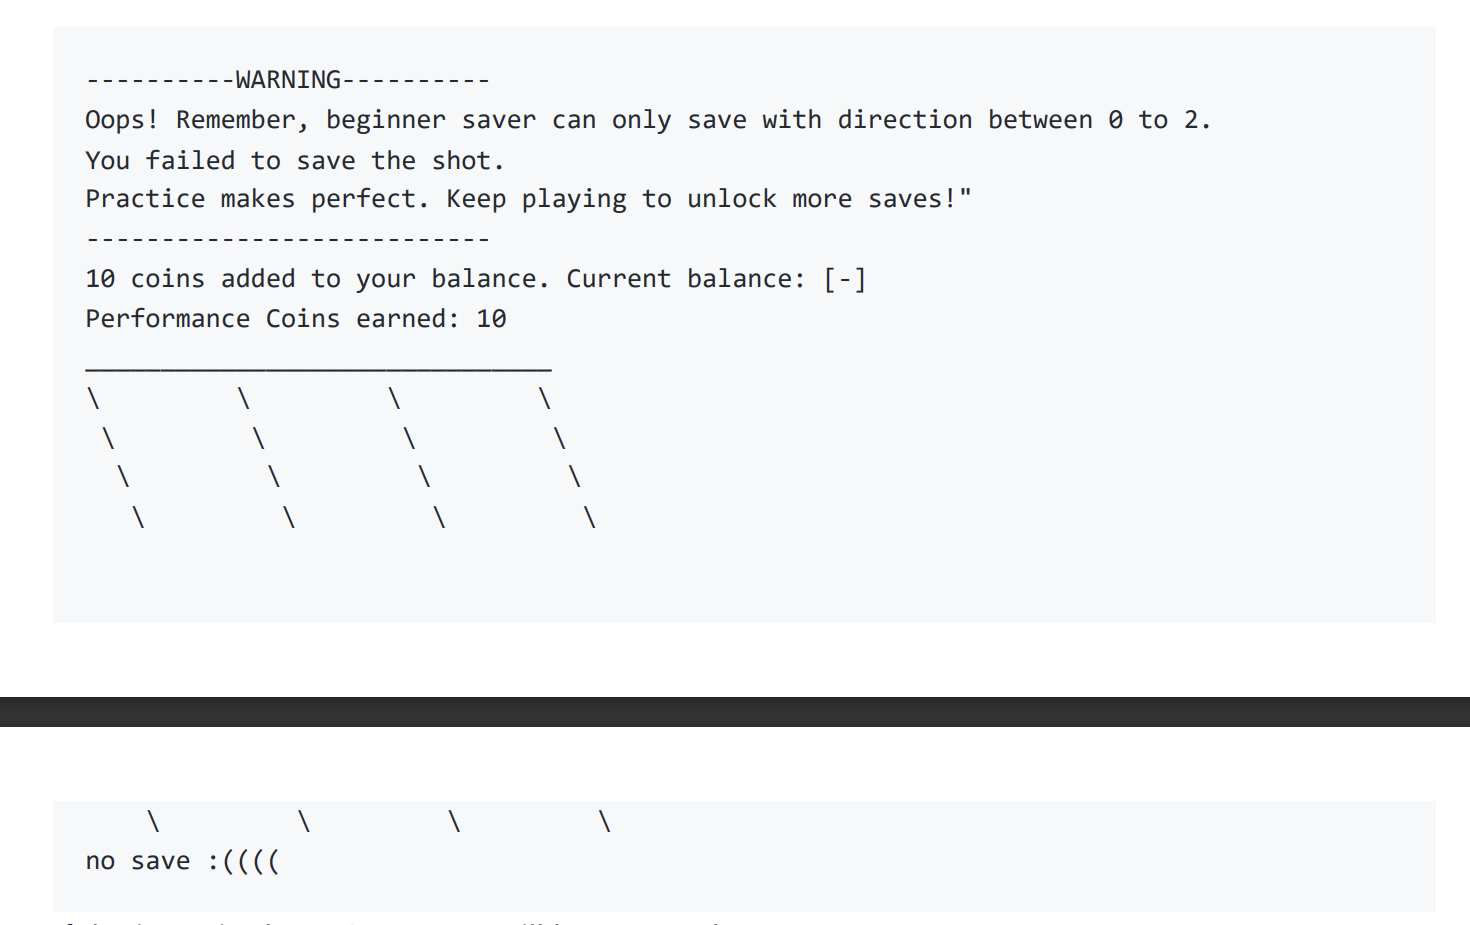 ----------WARNING----------
Oops! Remember, beginner saver can only save with direction between 0 to 2.
You failed to save the shot.
Practice makes perfect. Keep playing to unlock more saves!"
---------------------------
10 coins added to your balance. Current balance: [-]
Performance Coins earned: 10
_______________________________
\         \         \         \
 \         \         \         \
  \         \         \         \
   \         \         \         \
    \         \         \         \
no save :((((